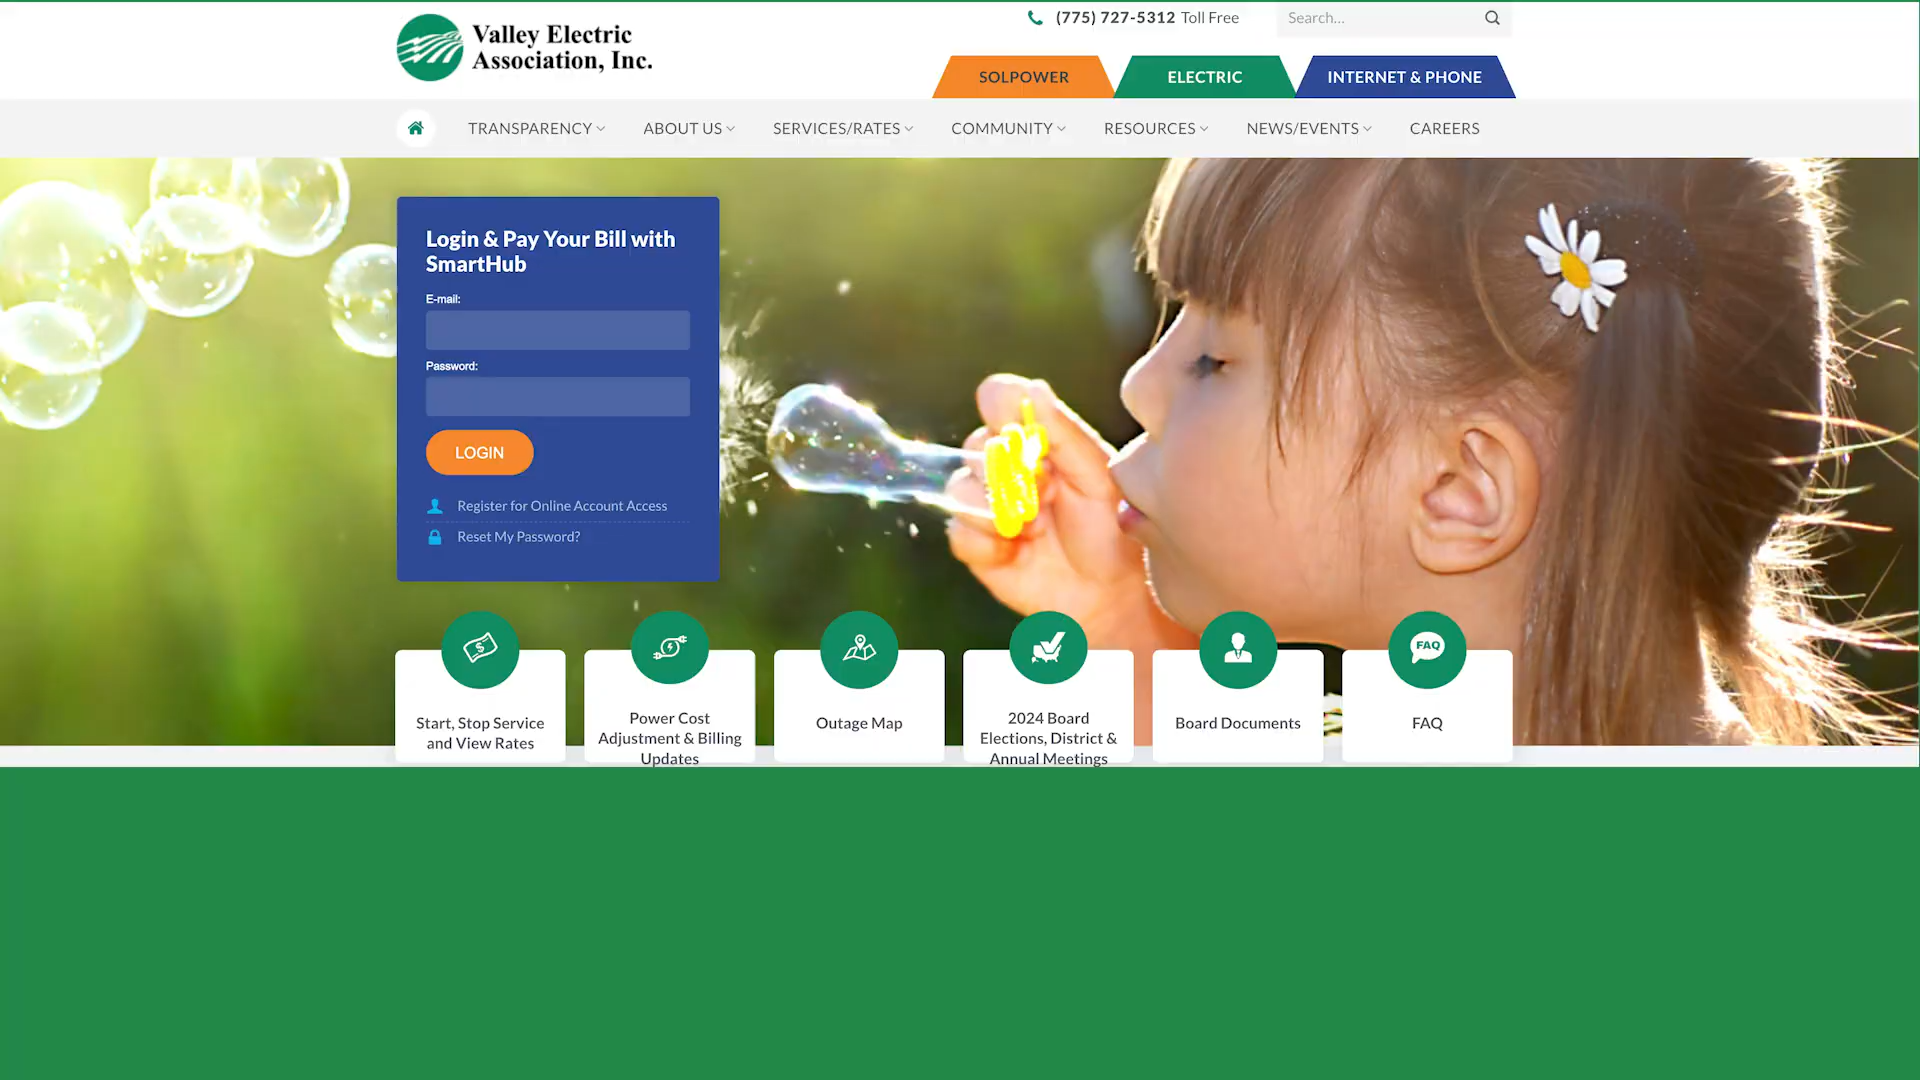 Valley Electric
Association, Inc.
(775) 727-5312 Toll Free
Search...
SOLPOWER
ELECTRIC
INTERNET & PHONE
TRANSPARENCY
ABOUT US
SERVICES/RATES
COMMUNITY
RESOURCES
NEWS/EVENTS
CAREERS
Login & Pay Your Bill with
SmartHub
E-mail:
Password:
LOGIN
Register for Online Account Access
Reset My Password?
Start, Stop Service
and View Rates
Power Cost
Adjustment & Billing
Updates
Outage Map
2024 Board
Elections, District &
Annual Meetings
Board Documents
FAQ
FAQ